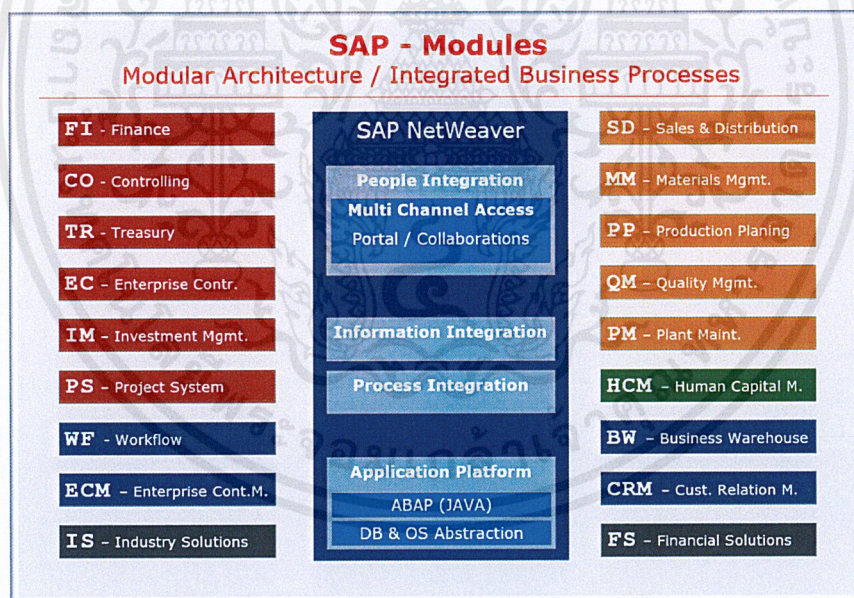 SAP - Modules
Modular Architecture / Integrated Business Processes
FI - Finance
CO - Controlling
TR - Treasury
EC - Enterprise Contr.
IM - Investment Mgmt.
PS - Project System
WF - Workflow
ECM - Enterprise Cont.M.
IS - Industry Solutions
SAP NetWeaver
People Integration
Multi Channel Access
Portal / Collaborations
Information Integration
Process Integration
Application Platform
ABAP (JAVA)
DB & OS Abstraction
SD - Sales & Distribution
MM - Materials Mgmt.
PP - Production Planing
QM - Quality Mgmt.
PM - Plant Maint.
HCM - Human Capital M.
BW - Business Warehouse
CRM - Cust. Relation M.
FS - Financial Solutions